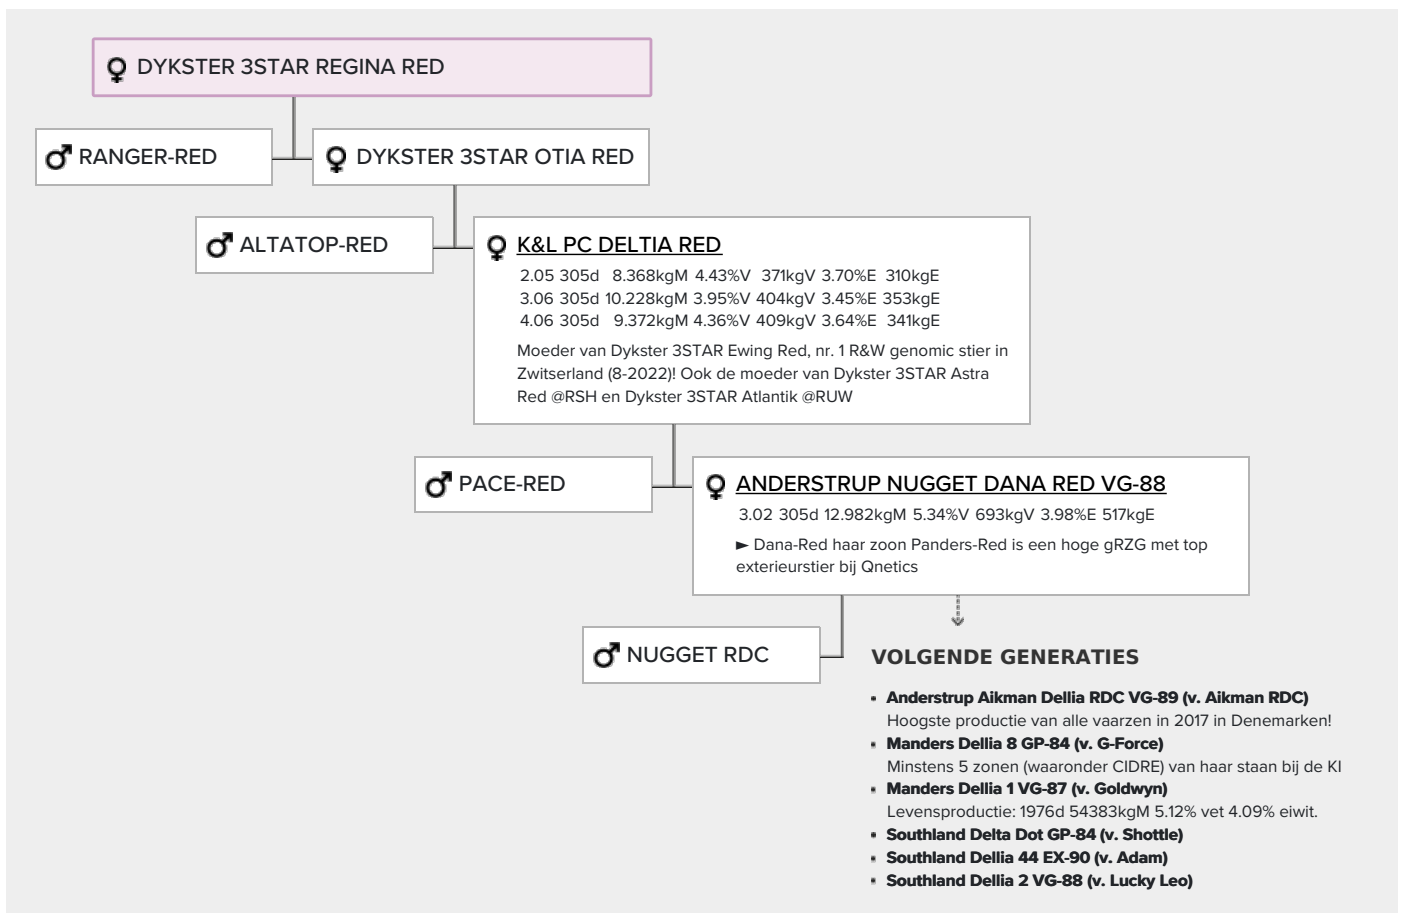 ♀ DYKSTER 3STAR REGINA RED
♂ RANGER-RED
♀ DYKSTER 3STAR OTIA RED
♂ ALTATOP-RED
♀ K&L PC DELTIA RED
2.05 305d 8.368kgM 4.43%V 371kgV 3.70%E 310kgE
3.06 305d 10.228kgM 3.95%V 404kgV 3.45%E 353kgE
4.06 305d 9.372kgM 4.36%V 409kgV 3.64%E 341kgE
Moeder van Dykster 3STAR Ewing Red, nr. 1 R&W genomic stier in
Zwitserland (8-2022)! Ook de moeder van Dykster 3STAR Astra
Red @RSH en Dykster 3STAR Atlantik @RUW
♂ PACE-RED
♀ ANDERSTRUP NUGGET DANA RED VG-88
3.02 305d 12.982kgM 5.34%V 693kgV 3.98%E 517kgE
► Dana-Red haar zoon Panders-Red is een hoge gRZG met top
exterieurstier bij Qnetics
♂ NUGGET RDC
VOLGENDE GENERATIES
▪ Anderstrup Aikman Dellia RDC VG-89 (v. Aikman RDC)
Hoogste productie van alle vaarzen in 2017 in Denemarken!
▪ Manders Dellia 8 GP-84 (v. G-Force)
Minstens 5 zonen (waaronder CIDRE) van haar staan bij de KI
▪ Manders Dellia 1 VG-87 (v. Goldwyn)
Levensproductie: 1976d 54383kgM 5.12% vet 4.09% eiwit.
▪ Southland Delta Dot GP-84 (v. Shottle)
▪ Southland Dellia 44 EX-90 (v. Adam)
▪ Southland Dellia 2 VG-88 (v. Lucky Leo)